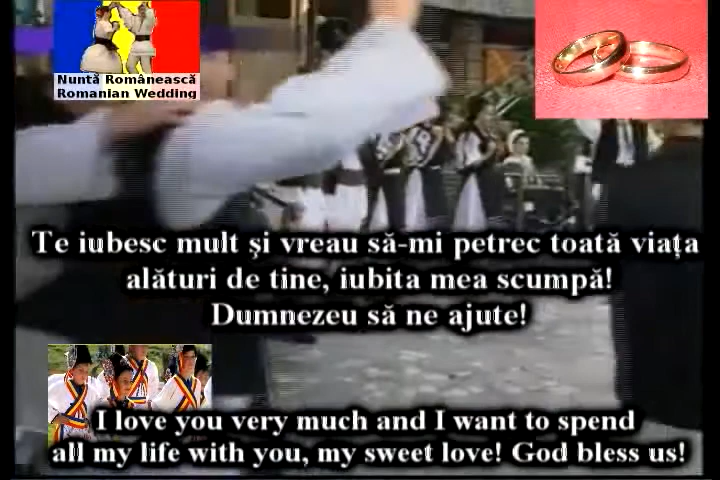 Nuntă Românească
Romanian Wedding
Te iubesc mult şi vreau să-mi petrec toată viaţa
alături de tine, iubita mea scumpă!
Dumnezeu să ne ajute!
I love you very much and I want to spend
all my life with you, my sweet love! God bless us!